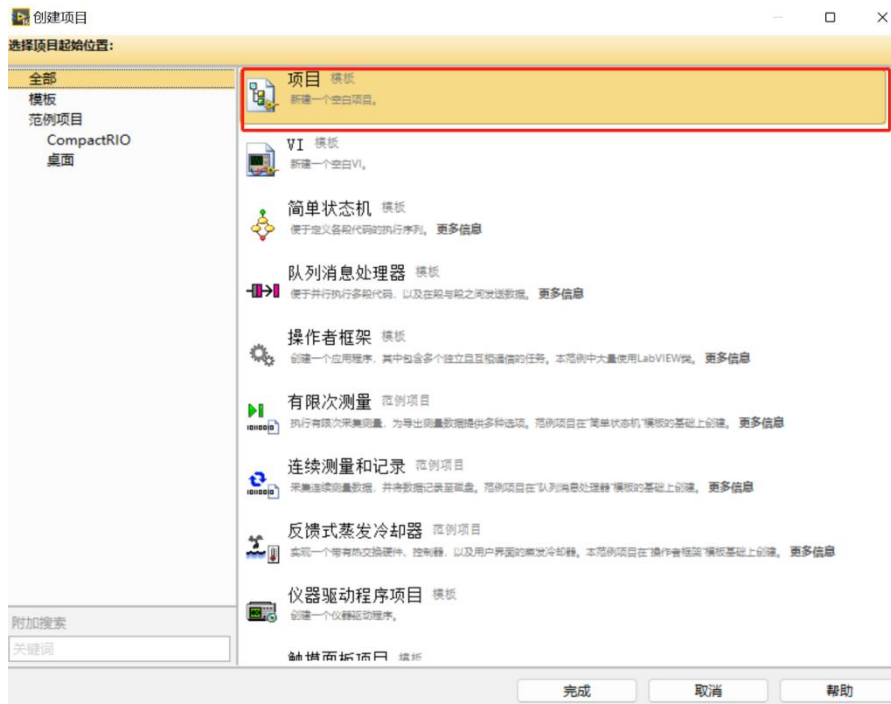 创建项目
选择项目起始位置:
全部
模板
范例项目
CompactRIO
桌面
附加搜索
关键词
项目 模板
新建一个空白项目。
VI 模板
新建一个空白VI。
简单状态机 模板
便于定义各段代码的执行序列。 更多信息
队列消息处理器 模板
便于并行执行多段代码，以及在段与段之间发送数据。 更多信息
操作者框架 模板
创建一个应用程序，其中包含多个独立且互相通信的任务。本范例中大量使用LabVIEW类。 更多信息
有限次测量 范例项目
执行有限次采集测量，为导出测量数据提供多种选项。范例项目在"简单状态机"模板的基础上创建。 更多信息
连续测量和记录 范例项目
采集连续测量数据，并将数据记录至磁盘。范例项目在"队列消息处理器"模板的基础上创建。 更多信息
反馈式蒸发冷却器 范例项目
实现一个带有热交换硬件、控制器、以及用户界面的蒸发冷却器。本范例项目在"操作者框架"模板基础上创建。 更多信息
仪器驱动程序项目 模板
创建一个仪器驱动程序。
触摸面板项目 模板
完成
取消
帮助